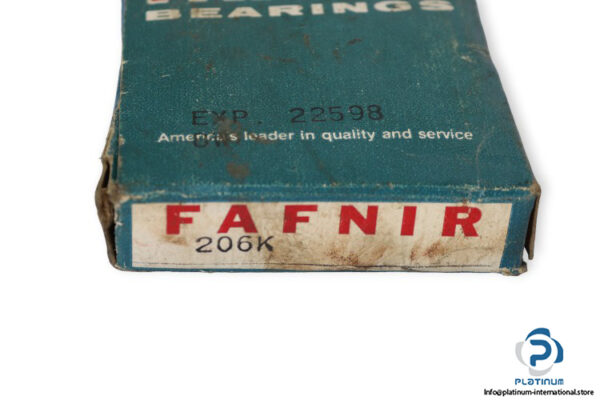 BEARINGS
EXP. 22598
America's leader in quality and service
FAFNIR
206K
PLATINUM
Info@platinum-international.store